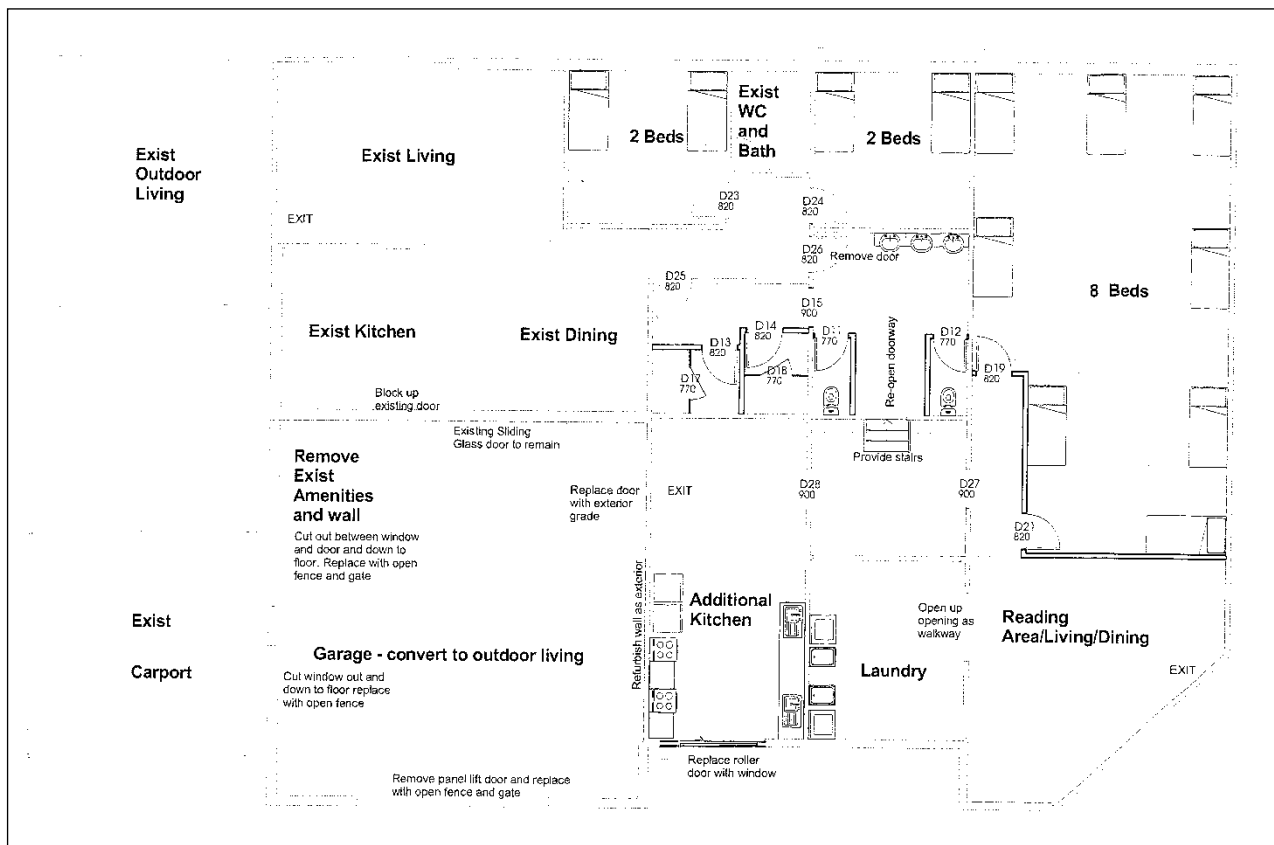 Exist
Outdoor
Living
Exist Living
EXIT
2 Beds
Exist
WC
and
Bath
2 Beds
D23
820
D24
820
D26
820
Remove door
8 Beds
D25
820
D15
900
Exist Kitchen
Exist Dining
D13
820
D14
820
D11
770
D12
770
Re-open doorway
D17
770
D18
770
D19
820
Block up
existing door
Existing Sliding
Glass door to remain
Provide stairs
Remove
Exist
Amenities
and wall
Cut out between window
and door and down to
floor. Replace with open
fence and gate
Replace door
with exterior
grade
EXIT
D28
900
D27
900
D21
820
Refurbish wall as exterior
Additional
Kitchen
Open up
opening as
walkway
Reading
Area/Living/Dining
EXIT
Exist
Carport
Garage - convert to outdoor living
Cut window out and
down to floor replace
with open fence
Laundry
Replace roller
door with window
Remove panel lift door and replace
with open fence and gate